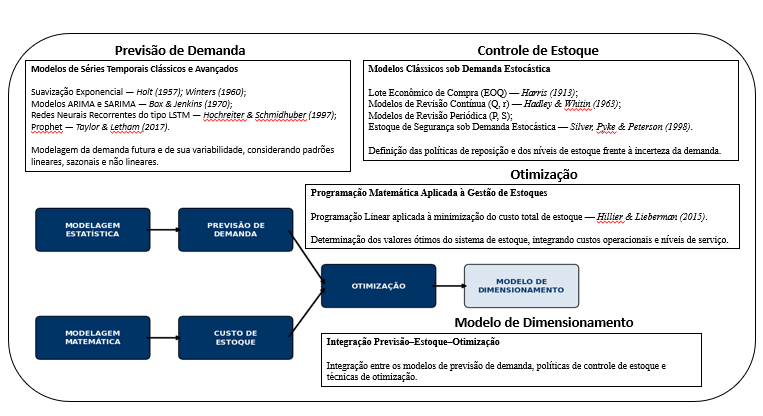 Previsão de Demanda
Modelos de Séries Temporais Clássicos e Avançados
Suavização Exponencial — Holt (1957); Winters (1960);
Modelos ARIMA e SARIMA — Box & Jenkins (1970);
Redes Neurais Recorrentes do tipo LSTM — Hochreiter & Schmidhuber (1997);
Prophet — Taylor & Letham (2017).
Modelagem da demanda futura e de sua variabilidade, considerando padrões
lineares, sazonais e não lineares.
Controle de Estoque
Modelos Clássicos sob Demanda Estocástica
Lote Econômico de Compra (EOQ) — Harris (1913);
Modelos de Revisão Contínua (Q, r) — Hadley & Whitin (1963);
Modelos de Revisão Periódica (P, S);
Estoque de Segurança sob Demanda Estocástica — Silver, Pyke & Peterson (1998).
Definição das políticas de reposição e dos níveis de estoque frente à incerteza da demanda.
Otimização
Programação Matemática Aplicada à Gestão de Estoques
Programação Linear aplicada à minimização do custo total de estoque — Hillier & Lieberman (2015).
Determinação dos valores ótimos do sistema de estoque, integrando custos operacionais e níveis de serviço.
MODELAGEM
ESTATÍSTICA
PREVISÃO DE
DEMANDA
OTIMIZAÇÃO
MODELO DE
DIMENSIONAMENTO
MODELAGEM
MATEMÁTICA
CUSTO DE
ESTOQUE
Modelo de Dimensionamento
Integração Previsão–Estoque–Otimização
Integração entre os modelos de previsão de demanda, políticas de controle de estoque e
técnicas de otimização.